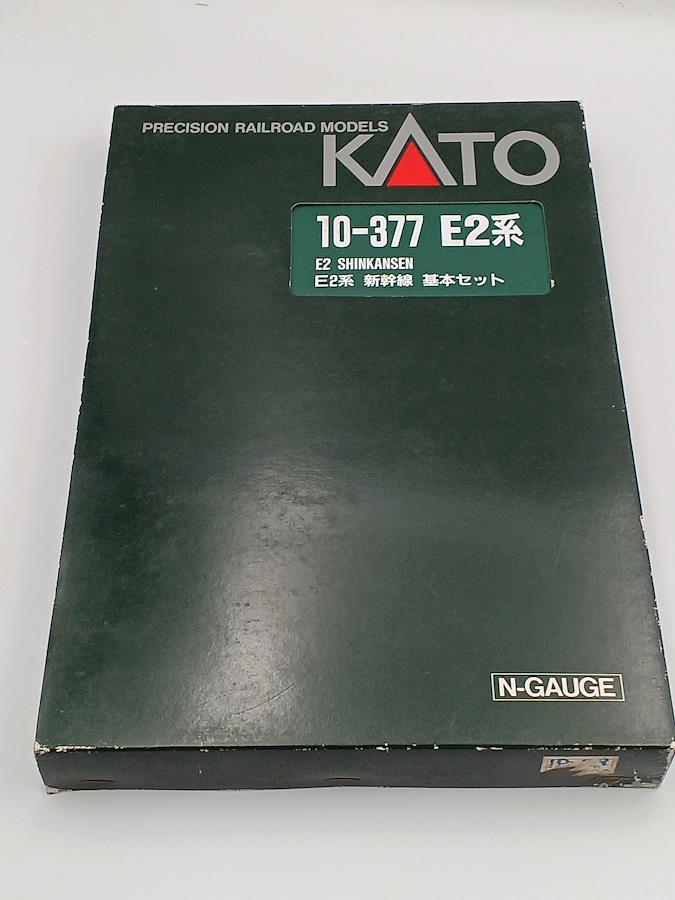 PRECISION RAILROAD MODELS
KATO
10-377 E2系
E2 SHINKANSEN
E2系 新幹線 基本セット
N-GAUGE